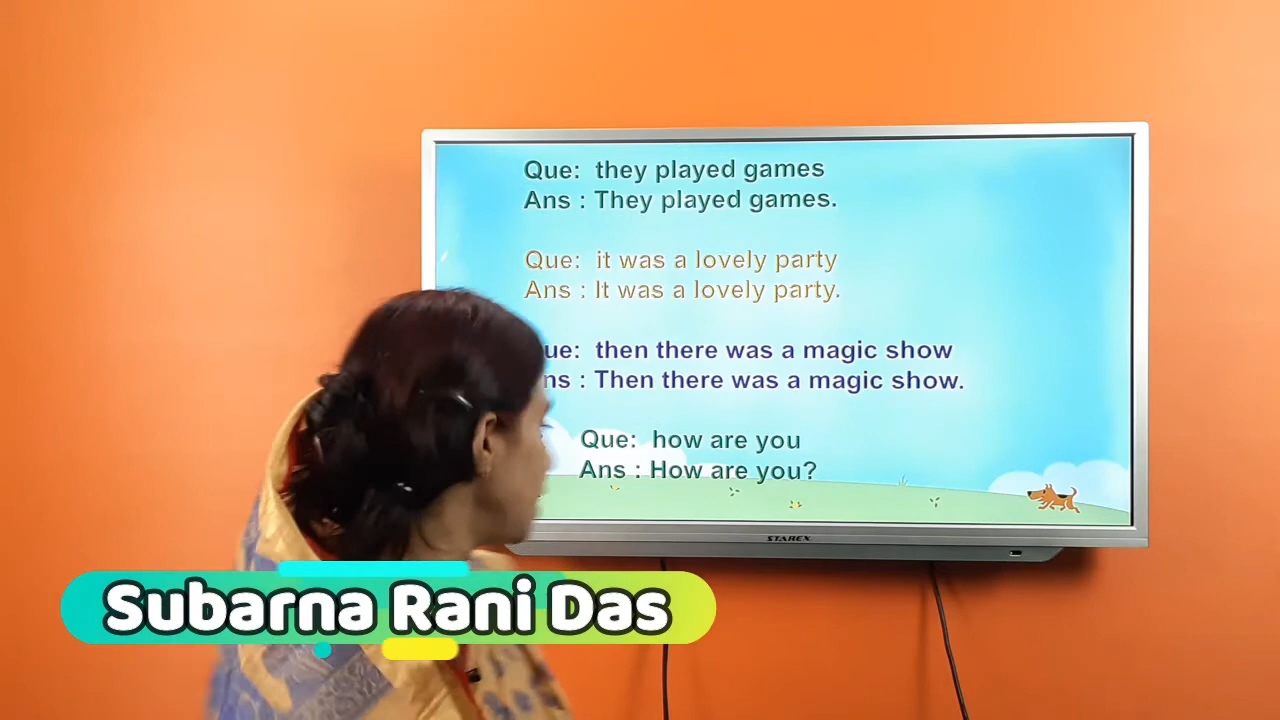 Que: they played games
Ans : They played games.
Que: it was a lovely party
Ans : It was a lovely party.
ue: then there was a magic show
ns : Then there was a magic show.
Que: how are you
Ans : How are you?
STAREX
Subarna Rani Das